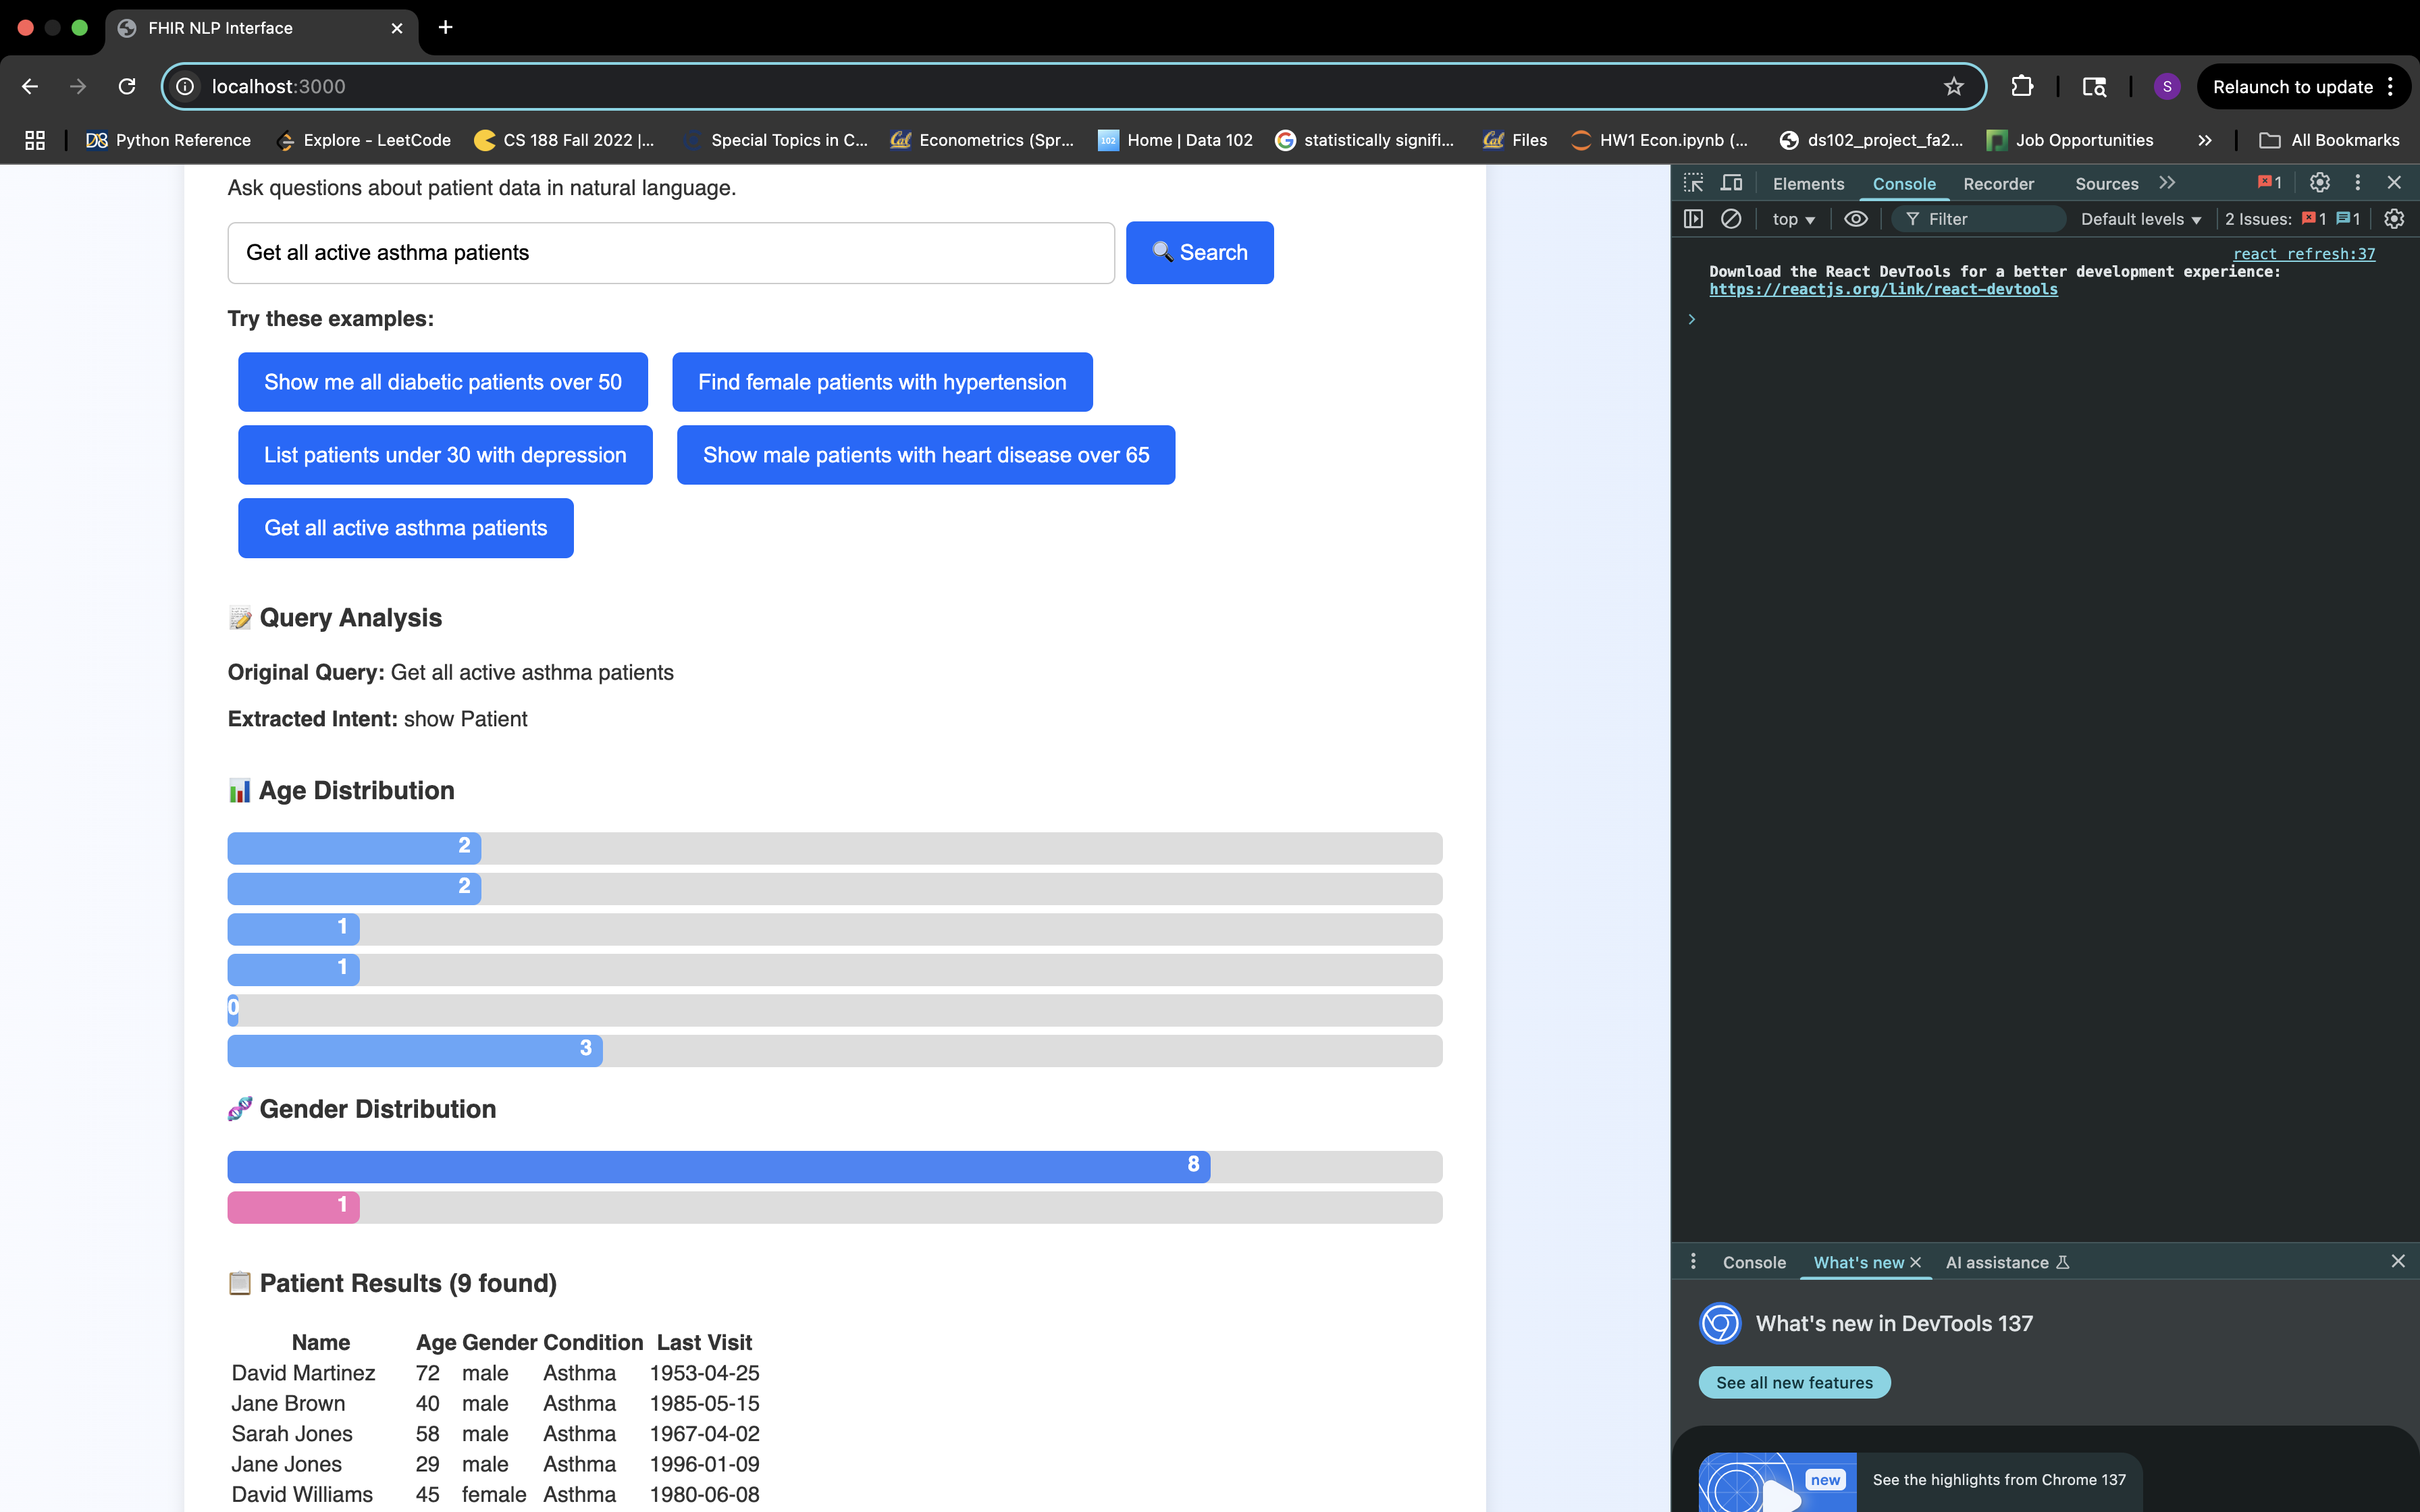 FHIR NLP Interface
localhost:3000
S
Relaunch to update
Python Reference
Explore - LeetCode
CS 188 Fall 2022 |...
Special Topics in C...
Cal
Econometrics (Spr...
102
Home | Data 102
statistically signifi...
Cal
Files
HW1 Econ.ipynb (...
ds102_project_fa2...
Job Opportunities
All Bookmarks
Ask questions about patient data in natural language.
Get all active asthma patients
Search
Try these examples:
Show me all diabetic patients over 50
Find female patients with hypertension
List patients under 30 with depression
Show male patients with heart disease over 65
Get all active asthma patients
Query Analysis
Original Query: Get all active asthma patients
Extracted Intent: show Patient
Age Distribution
2
2
1
1
0
3
Gender Distribution
8
1
Patient Results (9 found)
Name Age Gender Condition Last Visit
David Martinez 72 male Asthma 1953-04-25
Jane Brown 40 male Asthma 1985-05-15
Sarah Jones 58 male Asthma 1967-04-02
Jane Jones 29 male Asthma 1996-01-09
David Williams 45 female Asthma 1980-06-08
Elements Console Recorder Sources 1
top Filter Default levels 2 Issues: 1 1
react refresh:37
Download the React DevTools for a better development experience:
https://reactjs.org/link/react-devtools
Console What's new AI assistance
What's new in DevTools 137
See all new features
new
See the highlights from Chrome 137